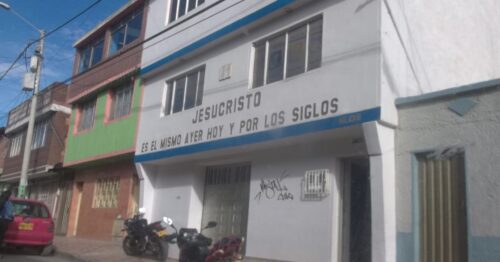 JESUCRISTO
ES EL MISMO AYER HOY Y POR LOS SIGLOS